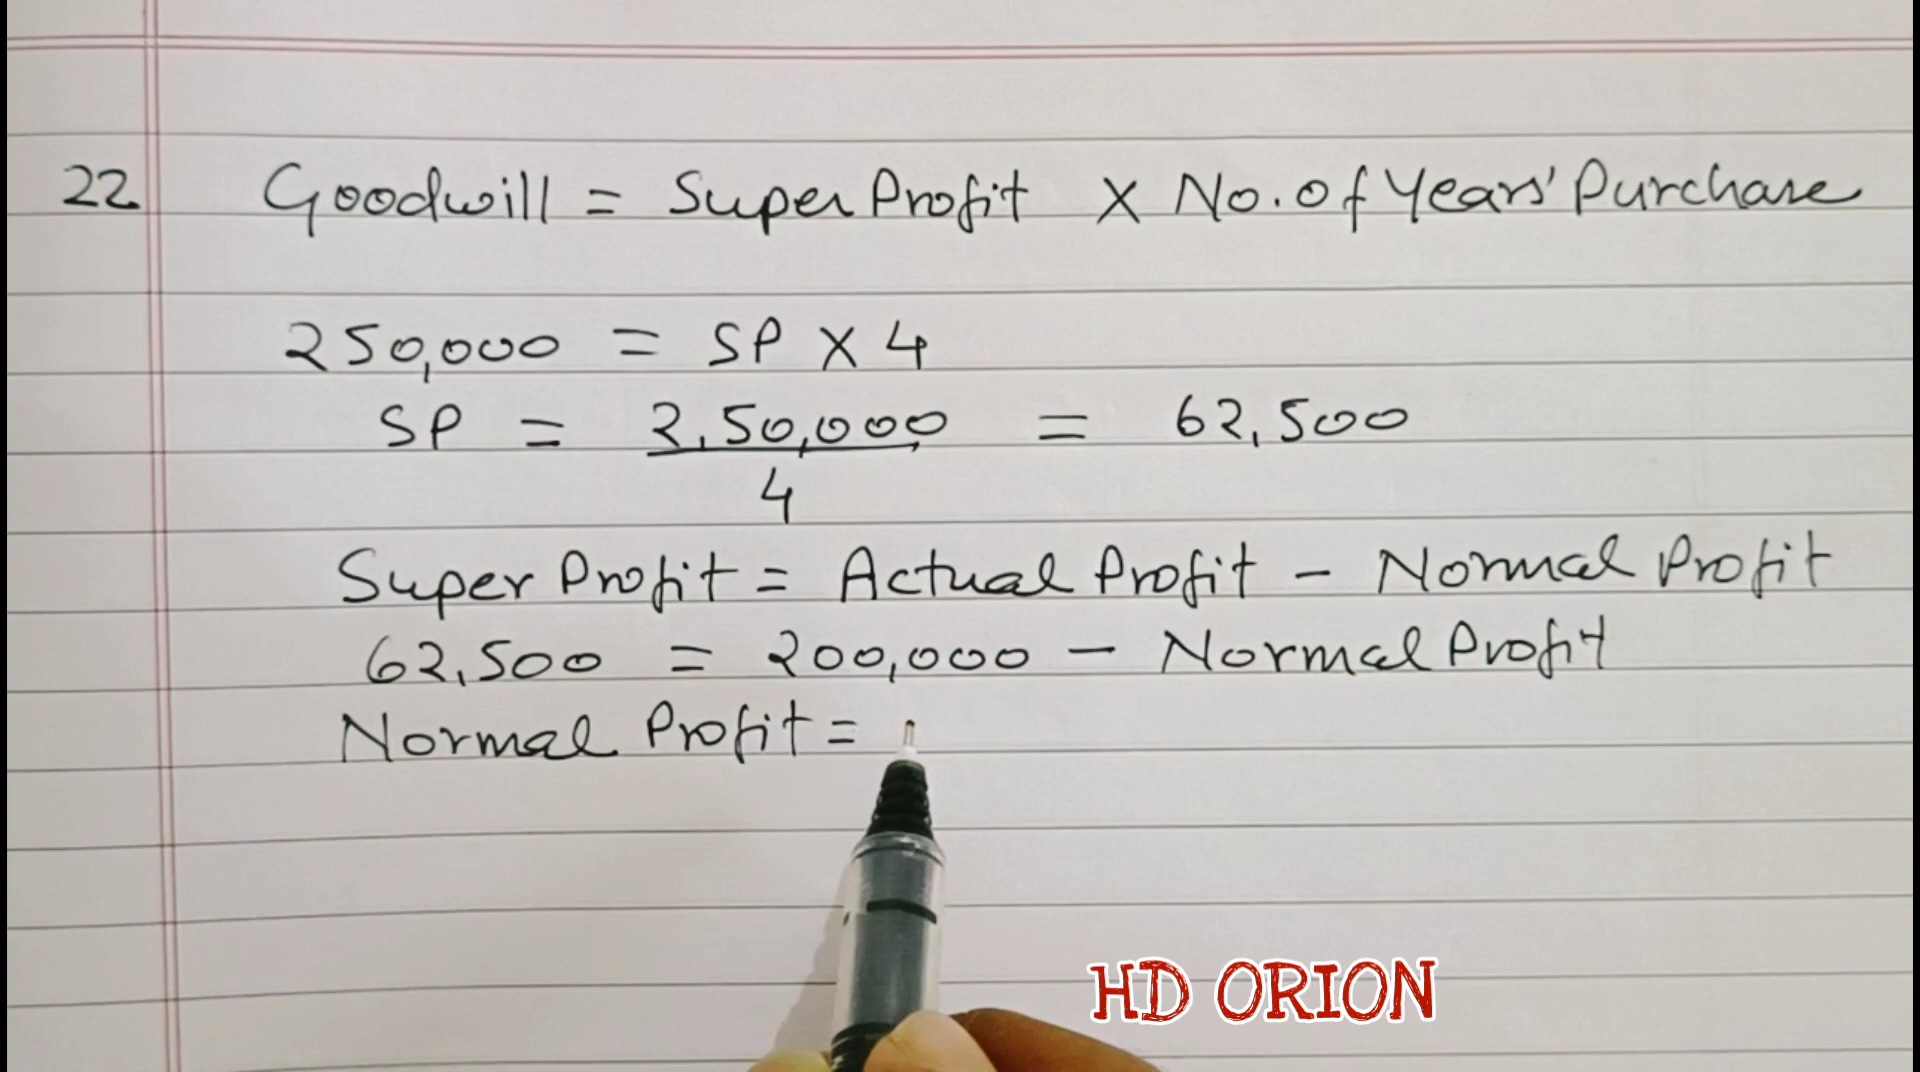 22 Goodwill = Super Profit X No. of Years' Purchase
250,000 = SP X 4
SP = 2,50,000 = 62,500
4
Super Profit = Actual Profit - Normal Profit
62,500 = 200,000 - Normal Profit
Normal Profit =
HD ORION